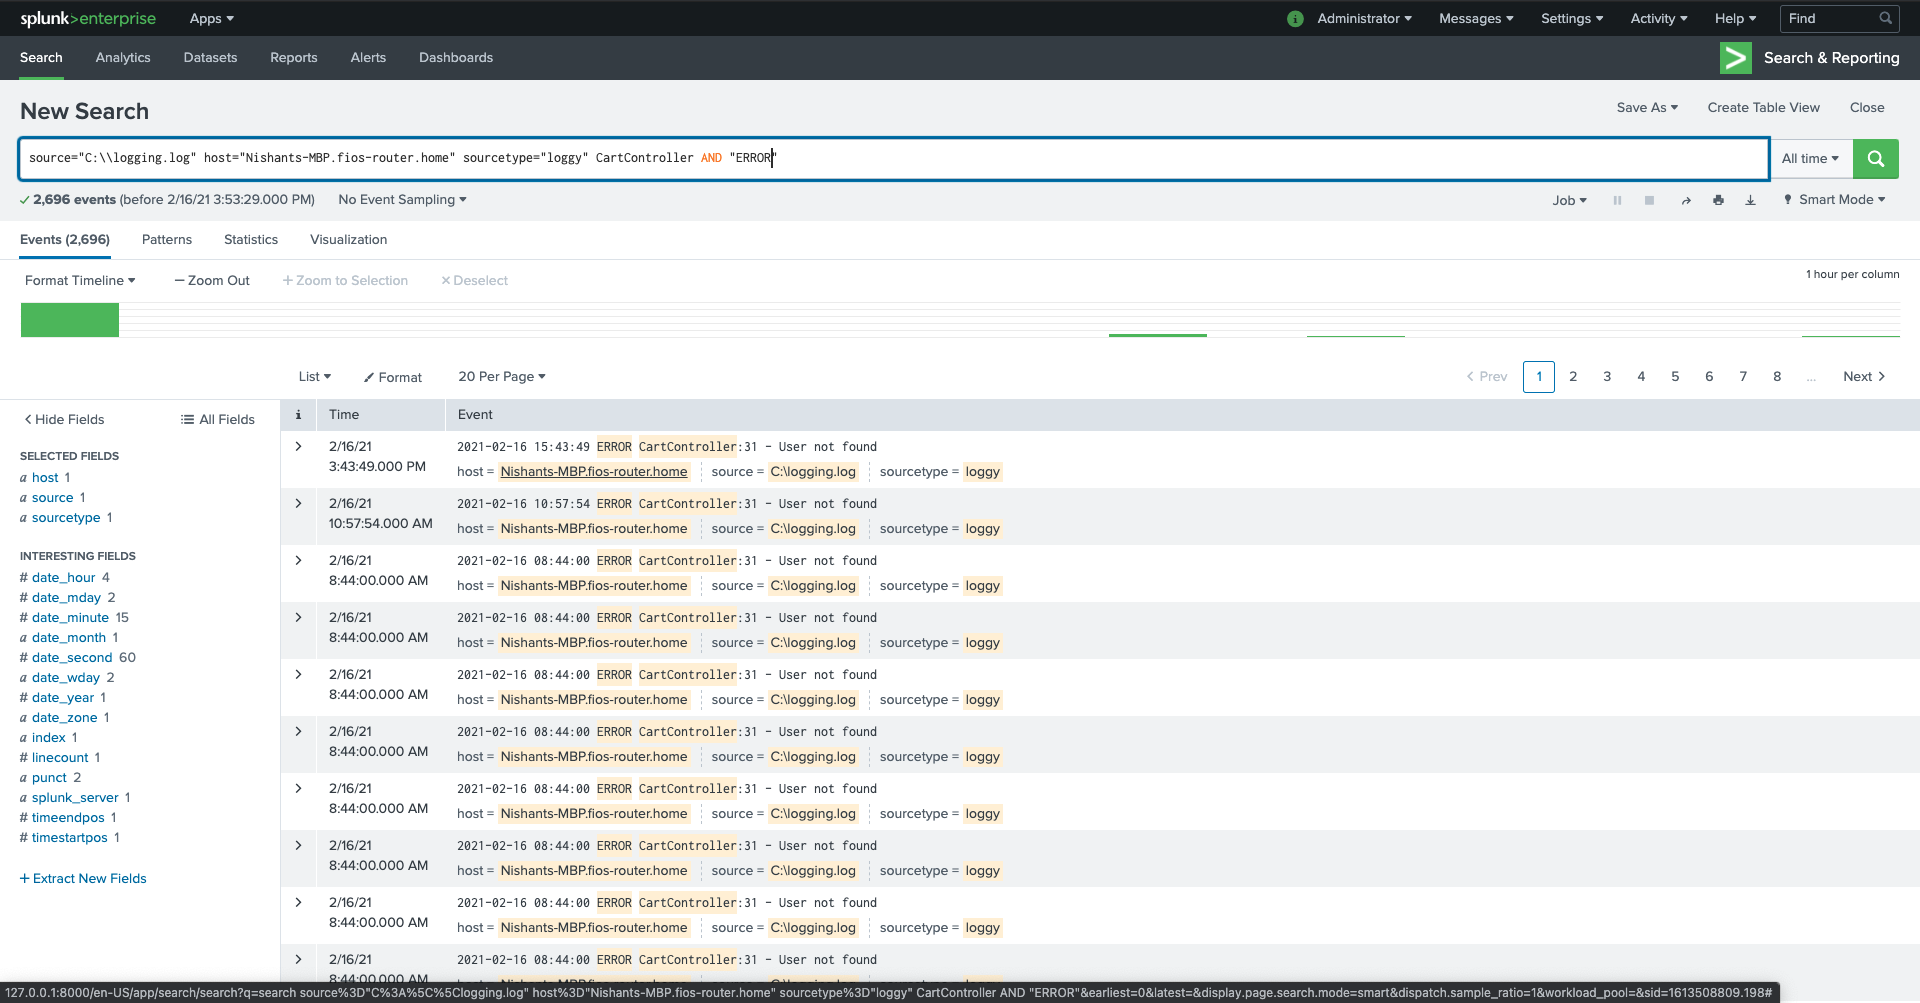 splunk>enterprise Apps Administrator Messages Settings Activity Help Find
Search Analytics Datasets Reports Alerts Dashboards Search & Reporting
New Search Save As Create Table View Close
source="C:\\logging.log" host="Nishants-MBP.fios-router.home" sourcetype="loggy" CartController AND "ERROR" All time
2,696 events (before 2/16/21 3:53:29.000 PM) No Event Sampling Job Smart Mode
Events (2,696) Patterns Statistics Visualization
Format Timeline — Zoom Out + Zoom to Selection × Deselect 1 hour per column
List Format 20 Per Page < Prev 1 2 3 4 5 6 7 8 ... Next >
< Hide Fields All Fields
SELECTED FIELDS
a host 1
a source 1
a sourcetype 1
INTERESTING FIELDS
# date_hour 4
# date_mday 2
# date_minute 15
a date_month 1
# date_second 60
a date_wday 2
# date_year 1
a date_zone 1
a index 1
# linecount 1
a punct 2
a splunk_server 1
# timeendpos 1
# timestartpos 1
+ Extract New Fields
i Time Event
> 2/16/21 2021-02-16 15:43:49 ERROR CartController:31 - User not found
3:43:49.000 PM host = Nishants-MBP.fios-router.home source = C:\logging.log sourcetype = loggy
> 2/16/21 2021-02-16 10:57:54 ERROR CartController:31 - User not found
10:57:54.000 AM host = Nishants-MBP.fios-router.home source = C:\logging.log sourcetype = loggy
> 2/16/21 2021-02-16 08:44:00 ERROR CartController:31 - User not found
8:44:00.000 AM host = Nishants-MBP.fios-router.home source = C:\logging.log sourcetype = loggy
> 2/16/21 2021-02-16 08:44:00 ERROR CartController:31 - User not found
8:44:00.000 AM host = Nishants-MBP.fios-router.home source = C:\logging.log sourcetype = loggy
> 2/16/21 2021-02-16 08:44:00 ERROR CartController:31 - User not found
8:44:00.000 AM host = Nishants-MBP.fios-router.home source = C:\logging.log sourcetype = loggy
> 2/16/21 2021-02-16 08:44:00 ERROR CartController:31 - User not found
8:44:00.000 AM host = Nishants-MBP.fios-router.home source = C:\logging.log sourcetype = loggy
> 2/16/21 2021-02-16 08:44:00 ERROR CartController:31 - User not found
8:44:00.000 AM host = Nishants-MBP.fios-router.home source = C:\logging.log sourcetype = loggy
> 2/16/21 2021-02-16 08:44:00 ERROR CartController:31 - User not found
8:44:00.000 AM host = Nishants-MBP.fios-router.home source = C:\logging.log sourcetype = loggy
> 2/16/21 2021-02-16 08:44:00 ERROR CartController:31 - User not found
8:44:00.000 AM host = Nishants-MBP.fios-router.home source = C:\logging.log sourcetype = loggy
> 2/16/21 2021-02-16 08:44:00 ERROR CartController:31 - User not found
8:44:00.000 AM host = Nishants-MBP.fios-router.home source = C:\logging.log sourcetype = loggy
127.0.0.1:8000/en-US/app/search/search?q=search source%3D"C%3A%5C%5Clogging.log" host%3D"Nishants-MBP.fios-router.home" sourcetype%3D"loggy" CartController AND "ERROR"&earliest=0&latest=&display.page.search.mode=smart&dispatch.sample_ratio=1&workload_pool=&sid=1613508809.198#